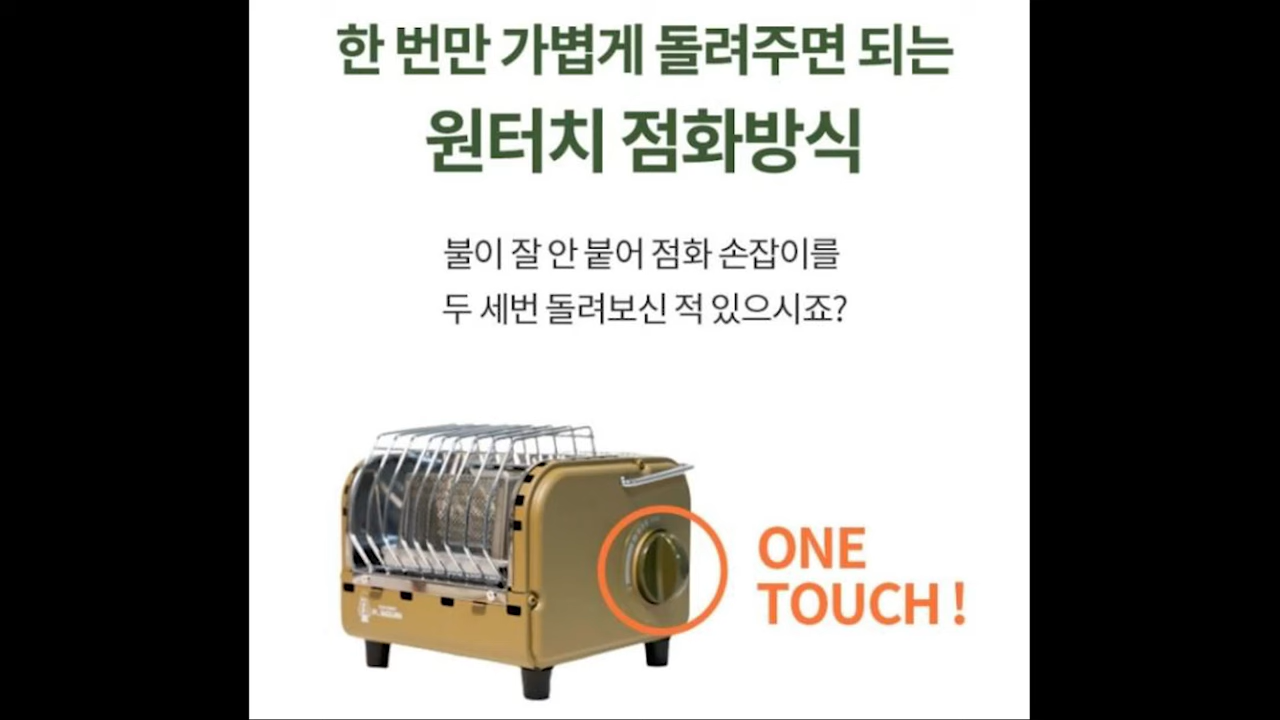 한 번만 가볍게 돌려주면 되는
원터치 점화방식
불이 잘 안 붙어 점화 손잡이를
두 세번 돌려보신 적 있으시죠?
ONE
TOUCH !